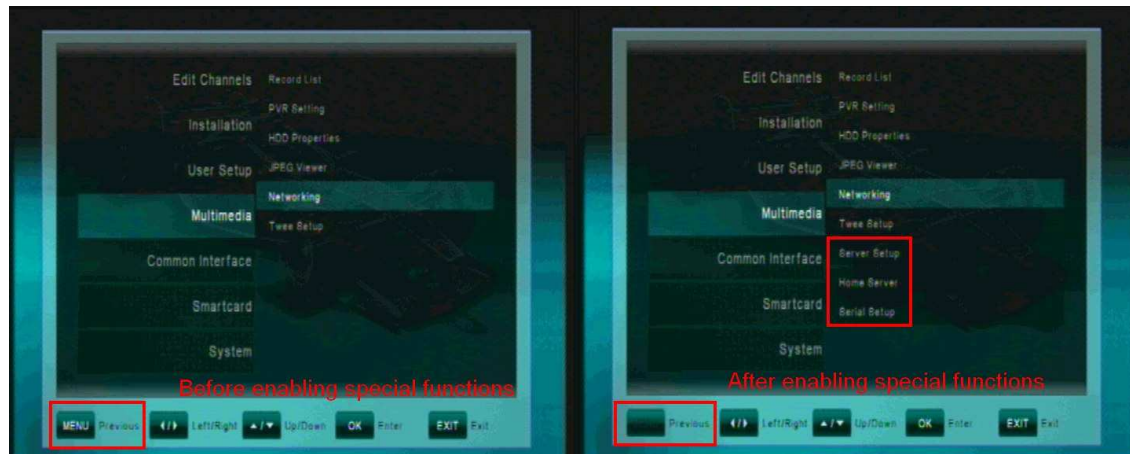 Edit Channels
Record List
PVR Setting
Installation
HDD Properties
User Setup
JPEG Viewer
Networking
Multimedia
Twee Setup
Common Interface
Smartcard
System
Before enabling special functions
MENU Previous Left/Right Up/Down OK Enter EXIT Exit
Edit Channels
Record List
PVR Setting
Installation
HDD Properties
User Setup
JPEG Viewer
Networking
Multimedia
Twee Setup
Common Interface
Server Setup
Home Server
Smartcard
Serial Setup
System
After enabling special functions
Previous Left/Right Up/Down OK Enter EXIT Exit